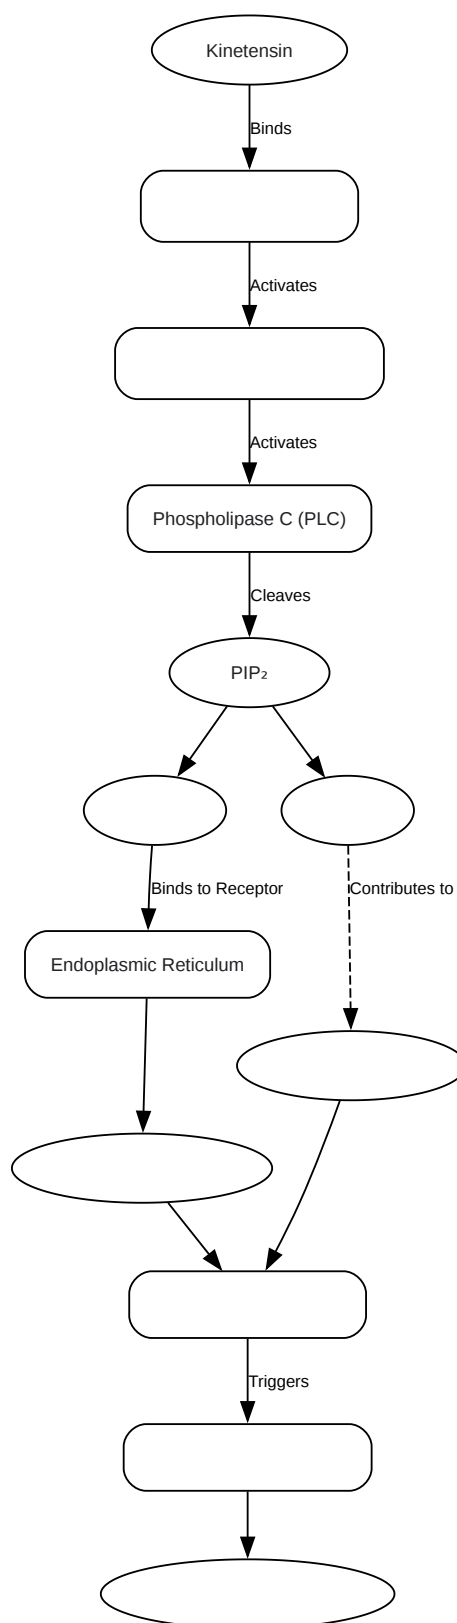 Kinetensin
Binds
Activates
Activates
Phospholipase C (PLC)
Cleaves
PIP₂
Binds to Receptor
Contributes to
Endoplasmic Reticulum
Triggers